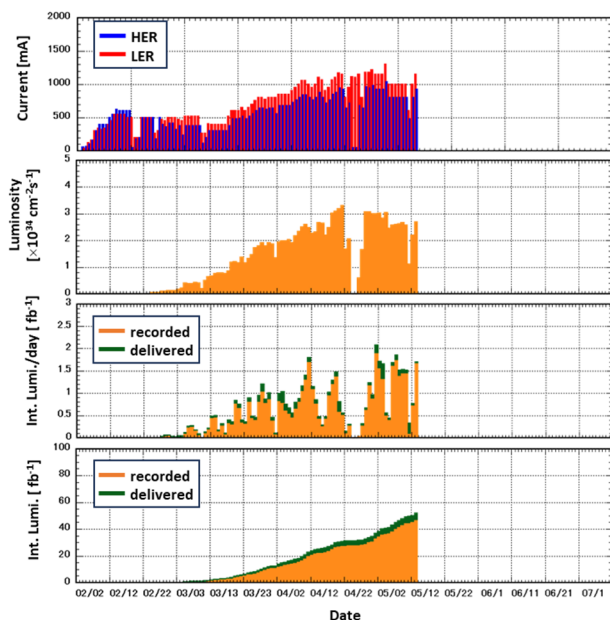 2000
1500
1000
500
0
Current [mA]
HER
LER
5
4
3
2
1
0
Luminosity
[×10³⁴ cm⁻²s⁻¹]
3
2.5
2
1.5
1
0.5
0
Int. Lumi./day [ fb⁻¹]
recorded
delivered
100
80
60
40
20
0
Int. Lumi. [ fb⁻¹]
recorded
delivered
02/02 02/12 02/22 03/03 03/13 03/23 04/02 04/12 04/22 05/02 05/12 05/22 06/1 06/11 06/21 07/1
Date